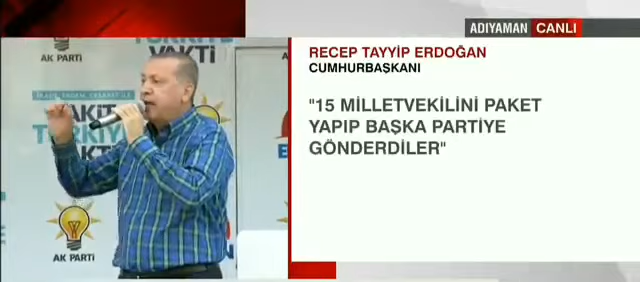 ADIYAMAN CANLI
RECEP TAYYİP ERDOĞAN
CUMHURBAŞKANI
"15 MİLLETVEKİLİNİ PAKET
YAPIP BAŞKA PARTİYE
GÖNDERDİLER"
AK PARTİ
VAKTİ
AK PARTİ